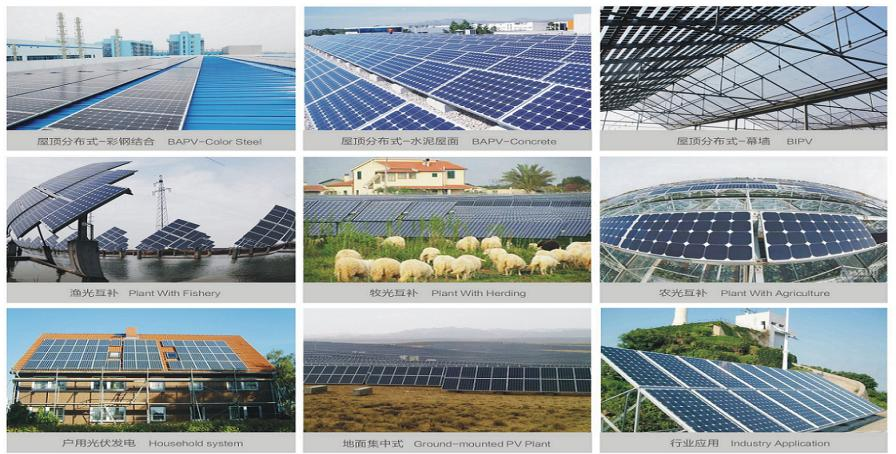 屋顶分布式-彩钢结合 BAPV-Color Steel
屋顶分布式-水泥屋面 BAPV-Concrete
屋顶分布式-幕墙 BIPV
渔光互补 Plant With Fishery
牧光互补 Plant With Herding
农光互补 Plant With Agriculture
户用光伏发电 Household system
地面集中式 Ground-mounted PV Plant
行业应用 Industry Application